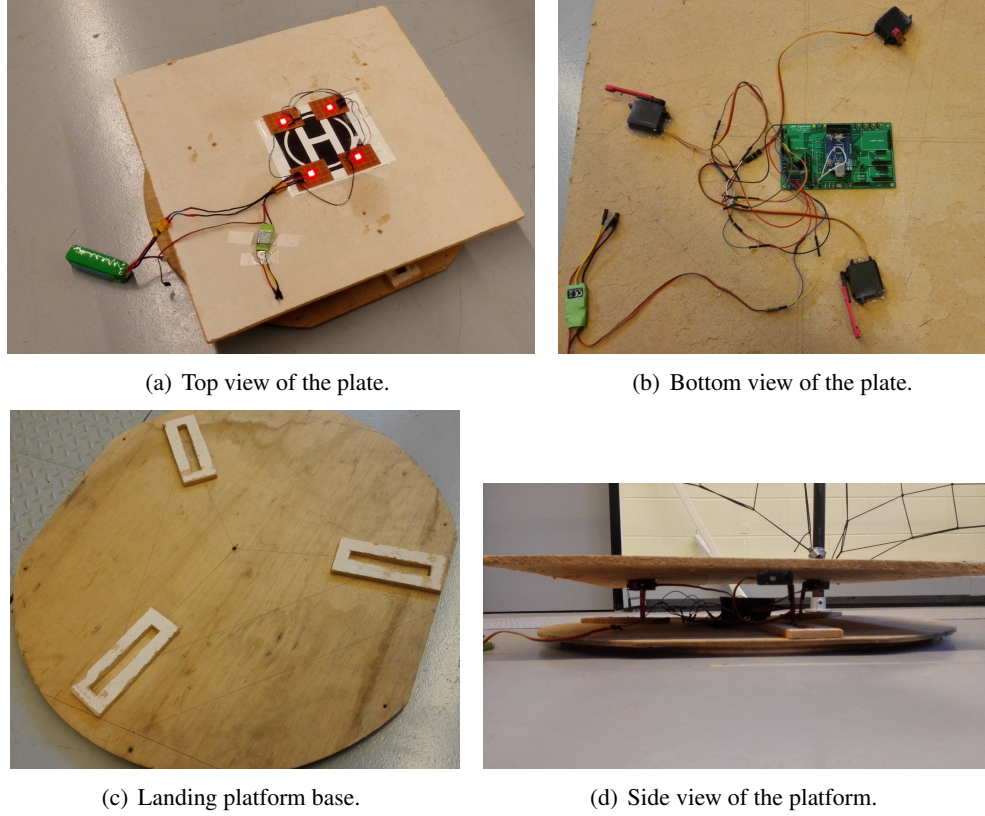 H
(a) Top view of the plate.
(b) Bottom view of the plate.
(c) Landing platform base.
(d) Side view of the platform.